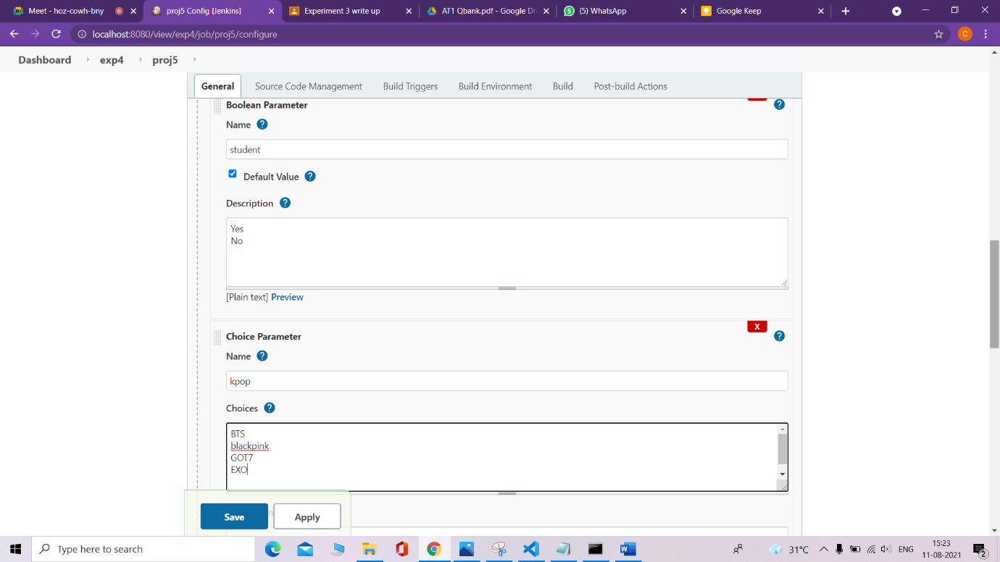 Meet - hoz-cowh-bny
proj5 Config [Jenkins]
Experiment 3 write up
AT1 Qbank.pdf - Google Dri
(5) WhatsApp
Google Keep
localhost:8080/view/exp4/job/proj5/configure
C
Dashboard
exp4
proj5
General
Source Code Management
Build Triggers
Build Environment
Build
Post-build Actions
Boolean Parameter
?
Name ?
student
Default Value ?
Description ?
Yes
No
[Plain text] Preview
X
Choice Parameter
?
Name ?
kpop
Choices ?
BTS
blackpink
GOT7
EXO
Save
Apply
Type here to search
31°C
ENG
15:23
11-08-2021
2